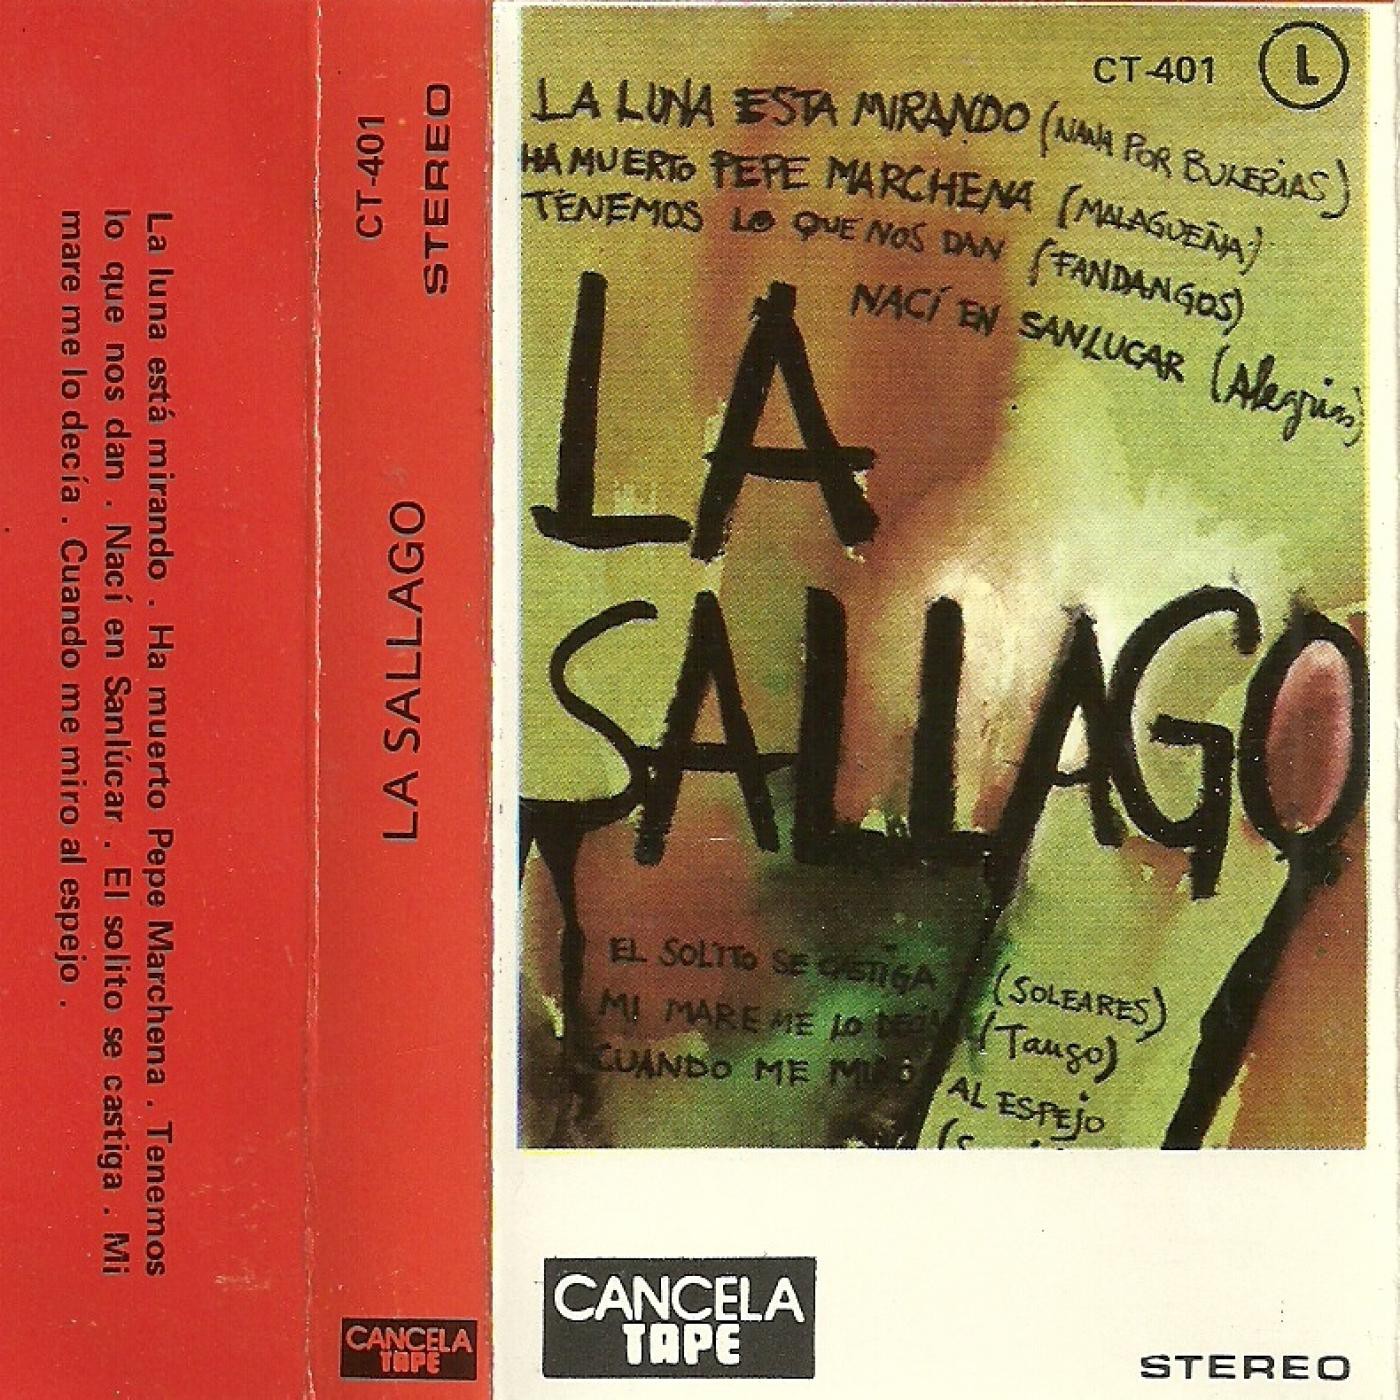 La luna está mirando . Ha muerto Pepe Marchena . Tenemos
lo que nos dan . Nací en Sanlúcar . El solito se castiga . Mi
mare me lo decía . Cuando me miro al espejo .
CT-401
STEREO
LA SALLAGO
CANCELA
TAPE
CT-401 L
LA LUNA ESTA MIRANDO (NANA POR BULERIAS)
HA MUERTO PEPE MARCHENA (MALAGUEÑA)
TENEMOS LO QUE NOS DAN (FANDANGOS)
NACÍ EN SANLUCAR (Alegrias)
LA
SALLAGO
EL SOLITO SE CASTIGA (SOLEARES)
MI MARE ME LO DECIA (Tango)
CUANDO ME MIRO AL ESPEJO
CANCELA
TAPE
STEREO